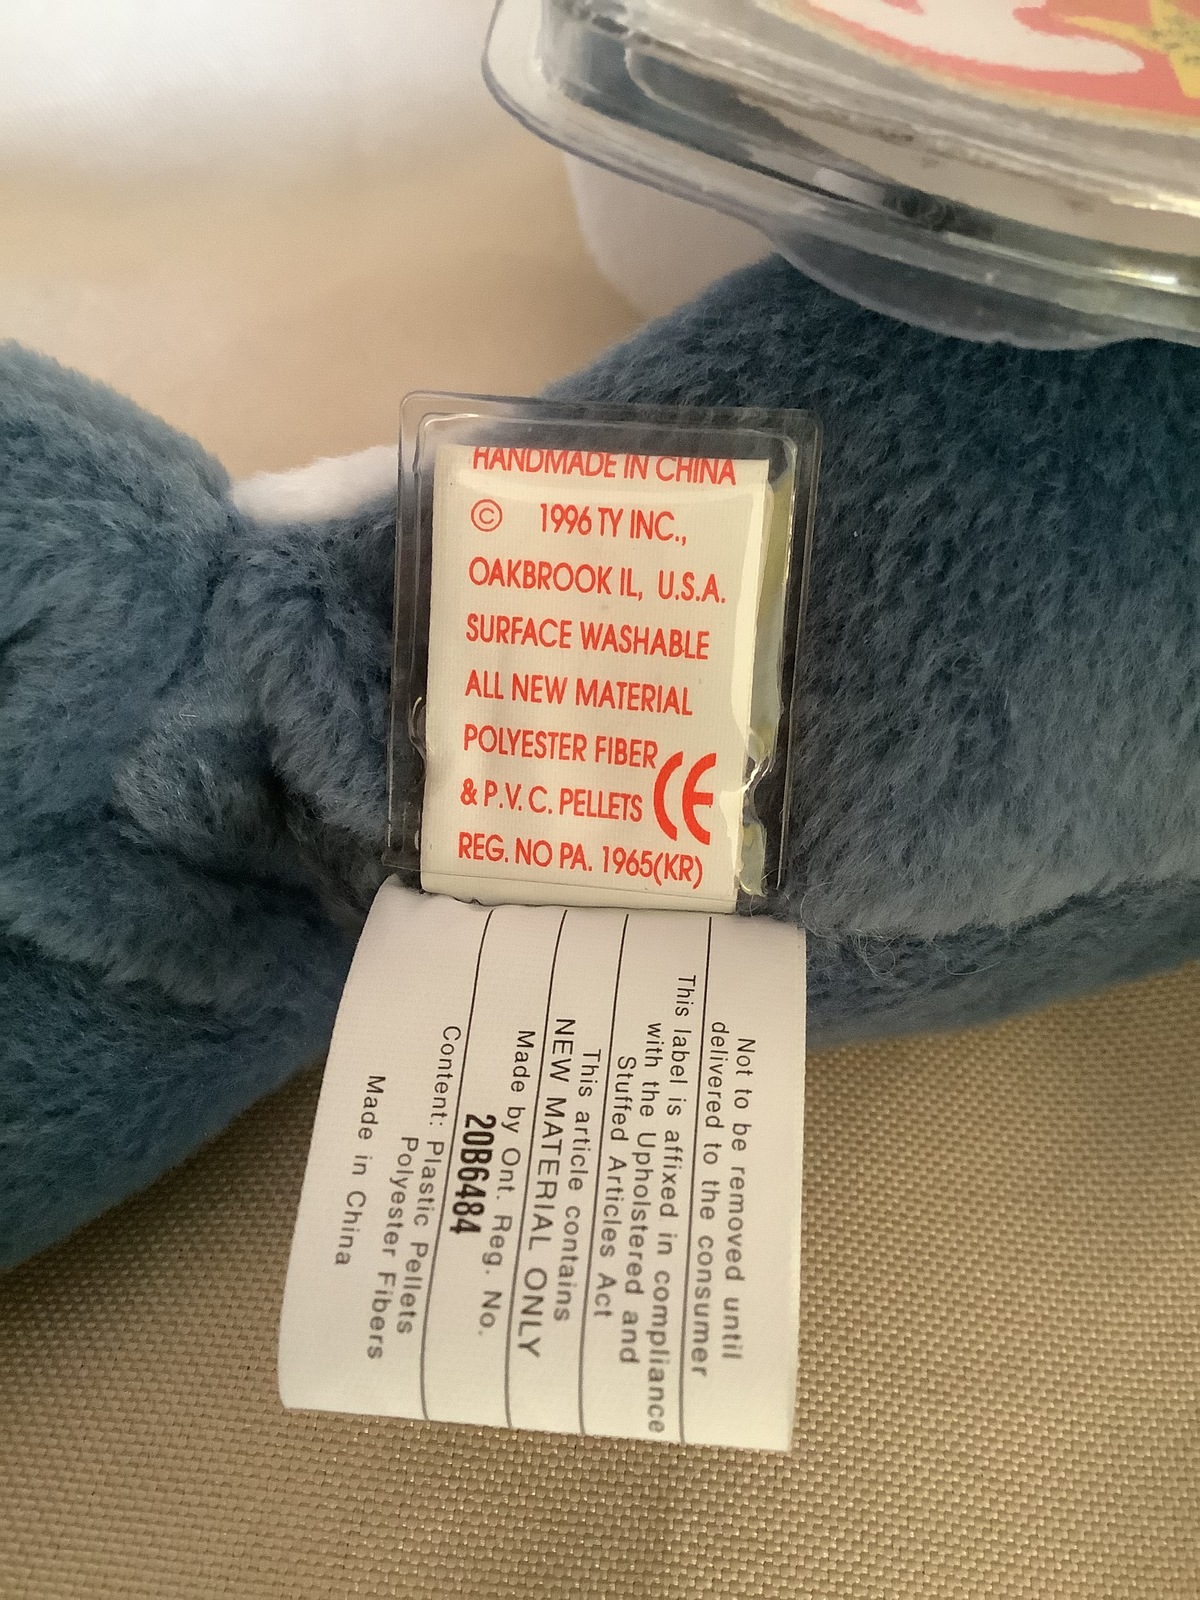 HANDMADE IN CHINA
© 1996 TY INC.,
OAKBROOK IL, U.S.A.
SURFACE WASHABLE
ALL NEW MATERIAL
POLYESTER FIBER
& P.V.C. PELLETS CE
REG. NO PA. 1965(KR)
Not to be removed until
delivered to the consumer
This label is affixed in compliance
with the Upholstered and
Stuffed Articles Act
This article contains
NEW MATERIAL ONLY
Made by Ont. Reg. No.
20B6484
Content: Plastic Pellets
Polyester Fibers
Made in China